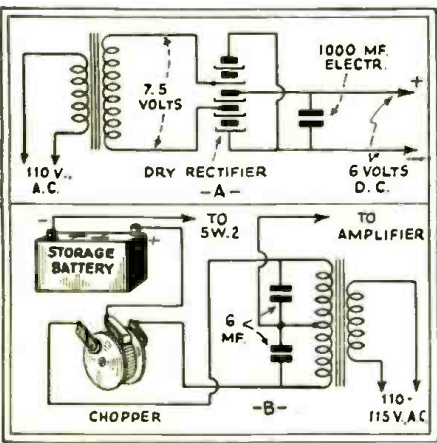 1000 MF.
ELECTR.
7.5
VOLTS
+
-
110 V.,
A.C.
DRY RECTIFIER
6 VOLTS
D.C.
-A-
-
+
STORAGE
BATTERY
TO
SW.2
TO
AMPLIFIER
6
MF.
CHOPPER
-B-
110-
115 V., A.C.